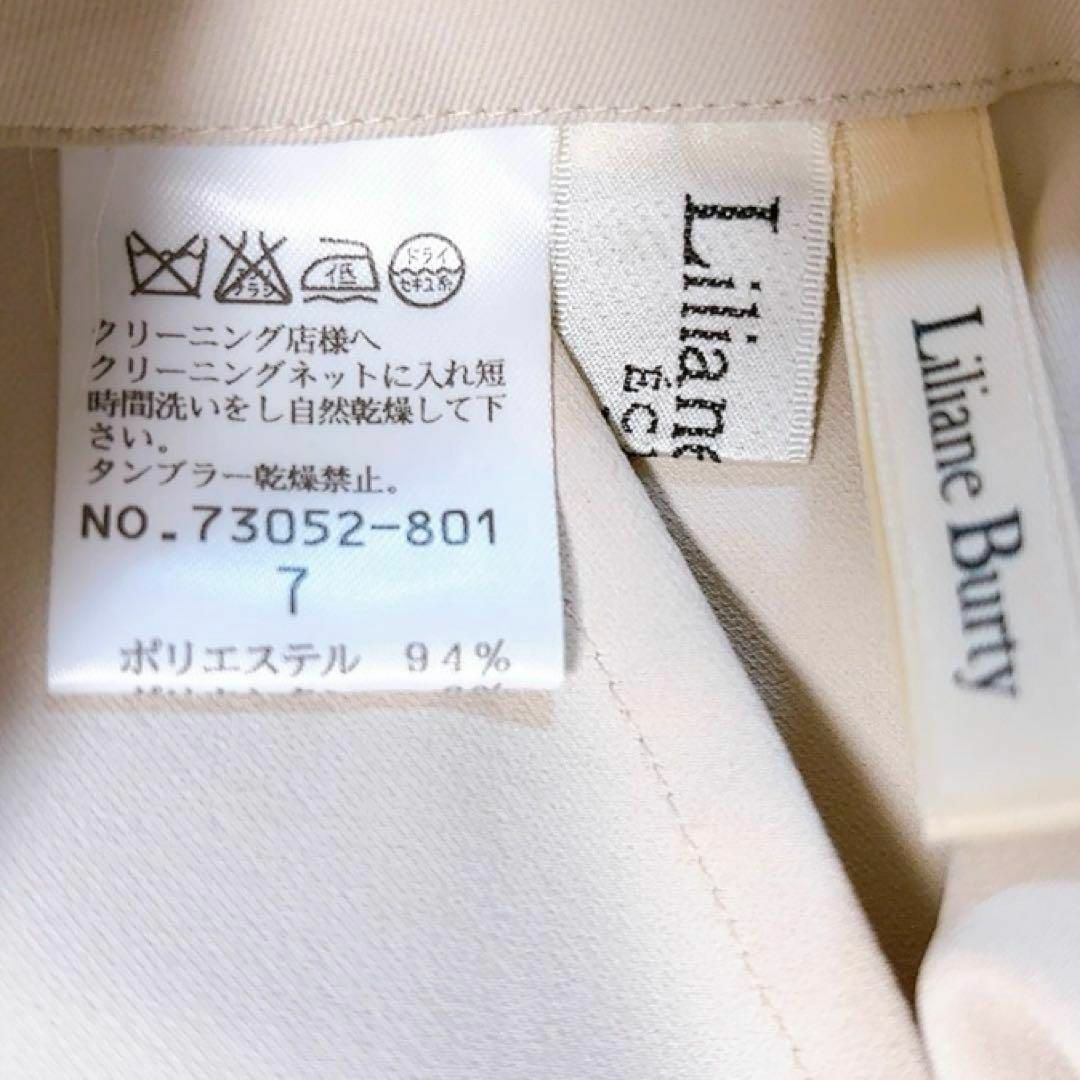 低
ドライ
セキユ系
クリーニング店様へ
クリーニングネットに入れ短
時間洗いをし自然乾燥して下
さい。
タンブラー乾燥禁止。
NO.73052-801
7
ポリエステル 94%
Liliane
Liliane Burty